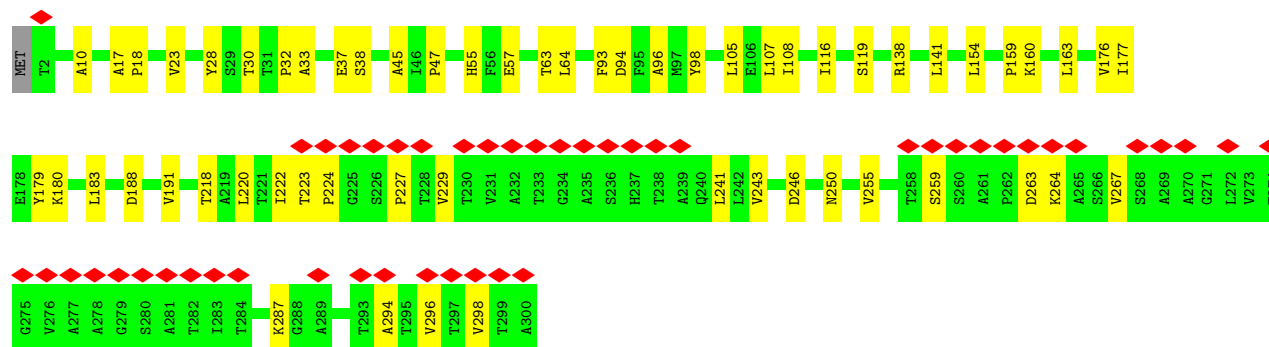 MET T2 A10 A17 P18 V23 Y28 S29 T30 T31 P32 A33 E37 S38 A45 I46 P47 H55 F56 E57 T63 L64 F93 D94 F95 A96 M97 Y98 L105 E106 L107 I108 I116 S119 R138 L141 L154 P159 K160 L163 V176 I177
E178 Y179 K180 L183 D188 V191 T218 A219 L220 T221 I222 T223 P224 G225 S226 P227 T228 V229 T230 V231 A232 T233 G234 A235 S236 H237 T238 A239 Q240 L241 L242 V243 D246 N250 V255 T258 S259 S260 A261 P262 D263 K264 A265 S266 V267 S268 A269 A270 G271 L272 V273
G275 V276 A277 A278 G279 S280 A281 T282 I283 T284 K287 G288 A289 T293 A294 T295 V296 T297 V298 T299 A300